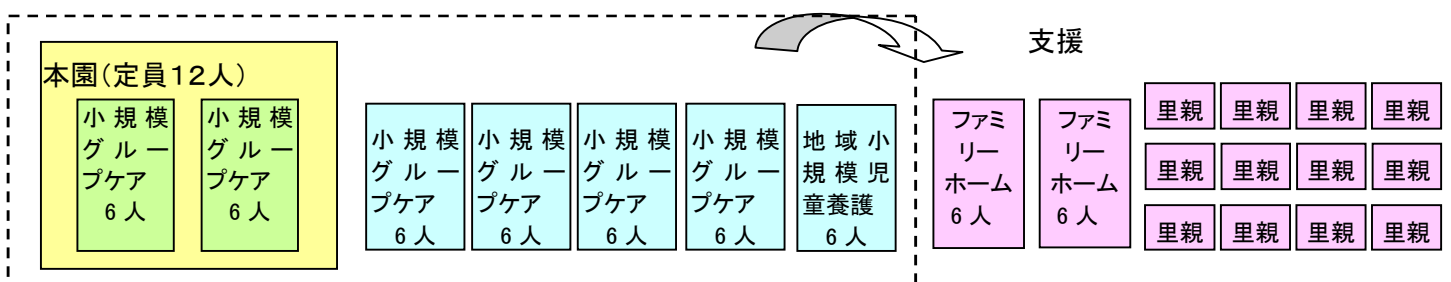 支援
本園(定員12人)
小規模
グルー
プケア
6人
小規模
グルー
プケア
6人
小規模
グルー
プケア
6人
小規模
グルー
プケア
6人
小規模
グルー
プケア
6人
小規模
グルー
プケア
6人
地域小
規模児
童養護
6人
ファミ
リー
ホーム
6人
ファミ
リー
ホーム
6人
里親 里親 里親 里親
里親 里親 里親 里親
里親 里親 里親 里親